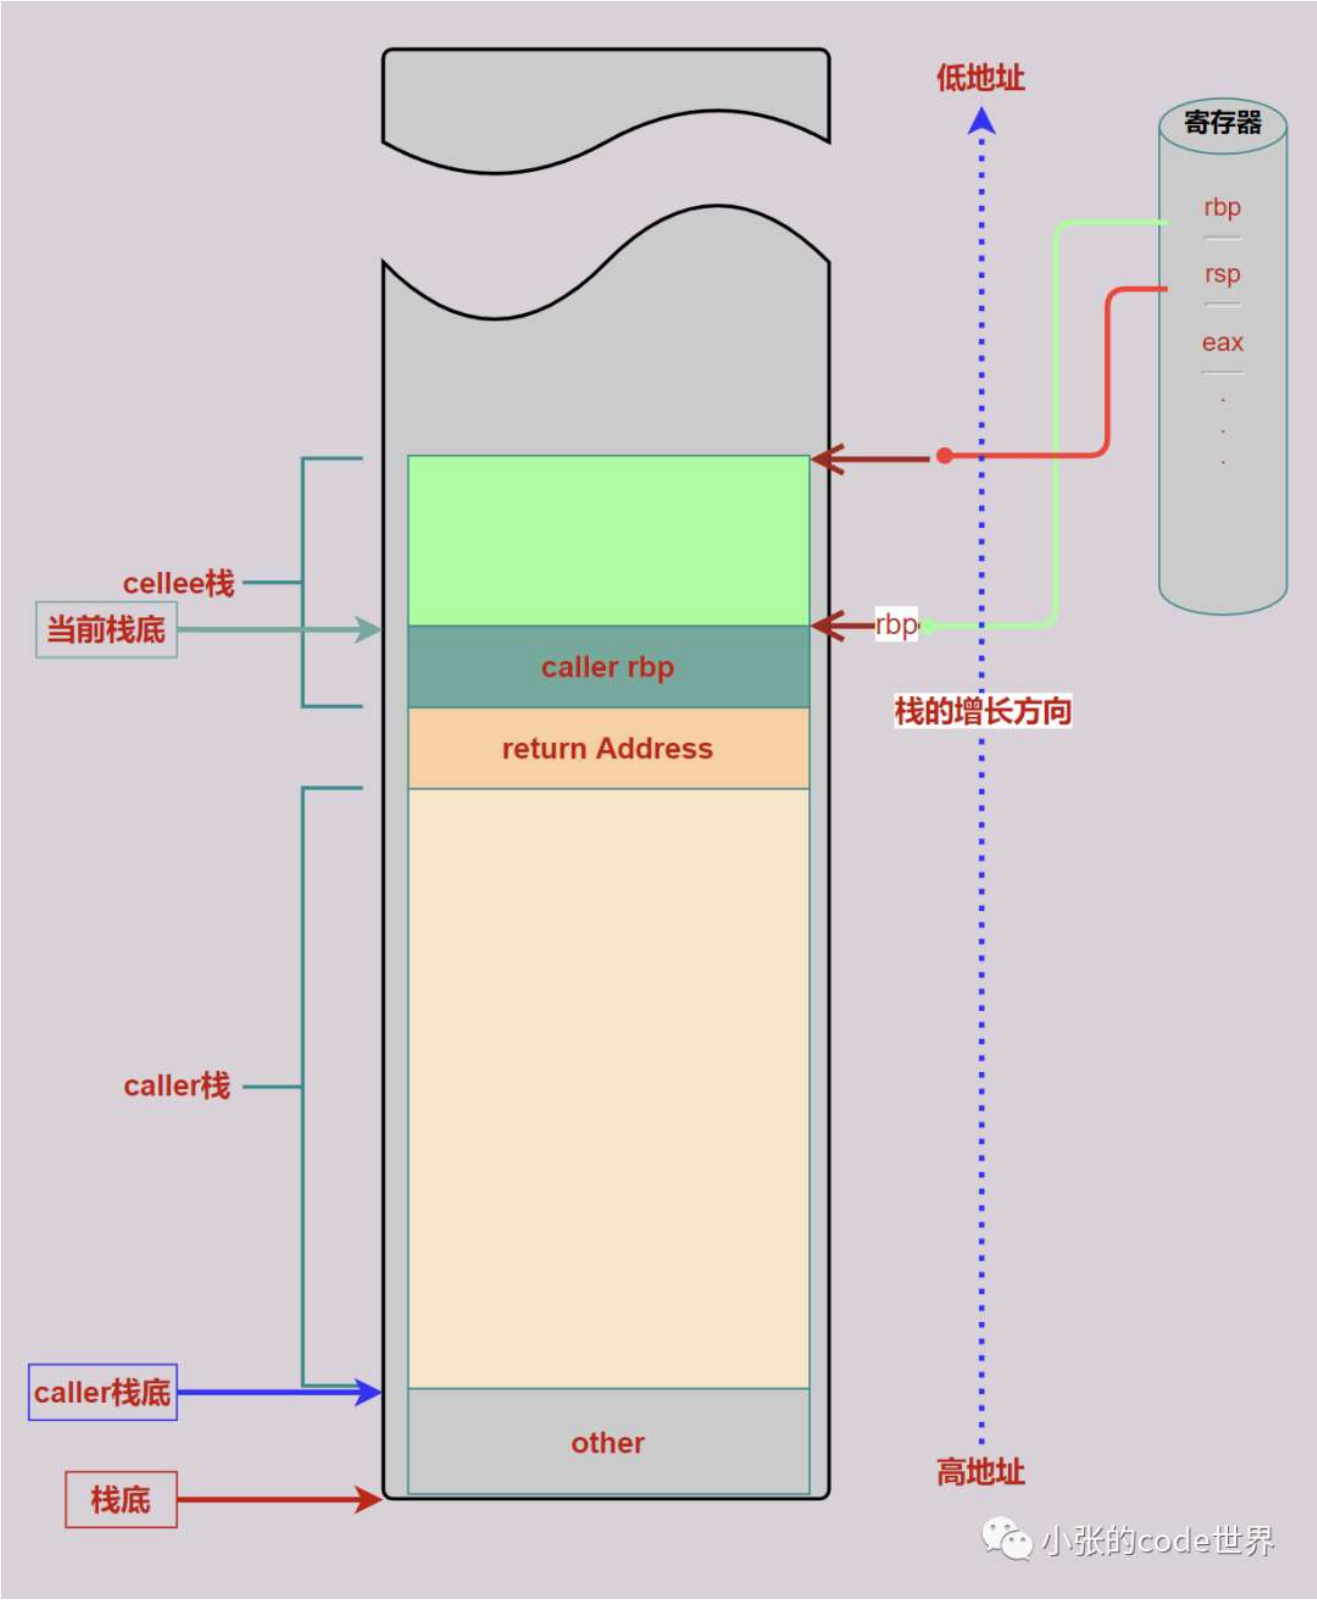 低地址
寄存器
rbp
rsp
eax
cellee栈
当前栈底
rbp
caller rbp
栈的增长方向
return Address
caller栈
caller栈底
other
高地址
栈底
小张的code世界